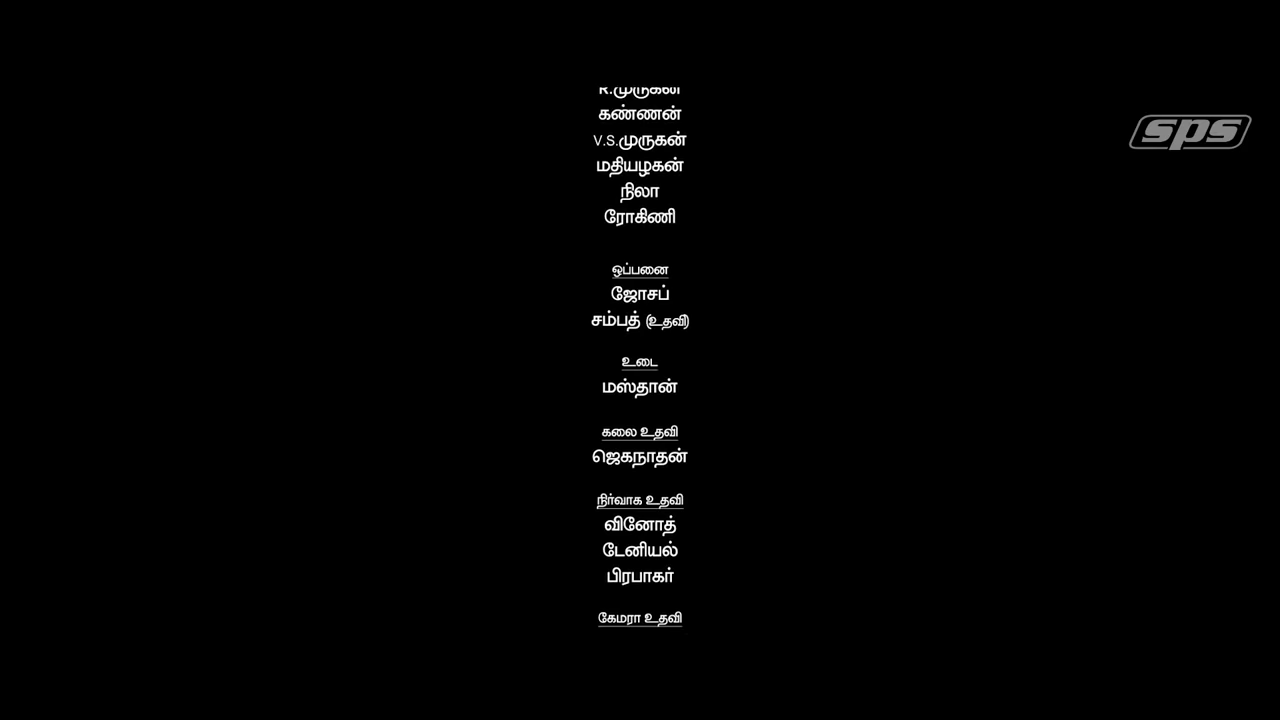 R.முருகன்
கண்ணன்
V.S.முருகன்
மதியழகன்
நிலா
ரோகிணி
ஒப்பனை
ஜோசப்
சம்பத் (உதவி)
உடை
மஸ்தான்
கலை உதவி
ஜெகநாதன்
நிர்வாக உதவி
வினோத்
டேனியல்
பிரபாகர்
கேமரா உதவி
sps